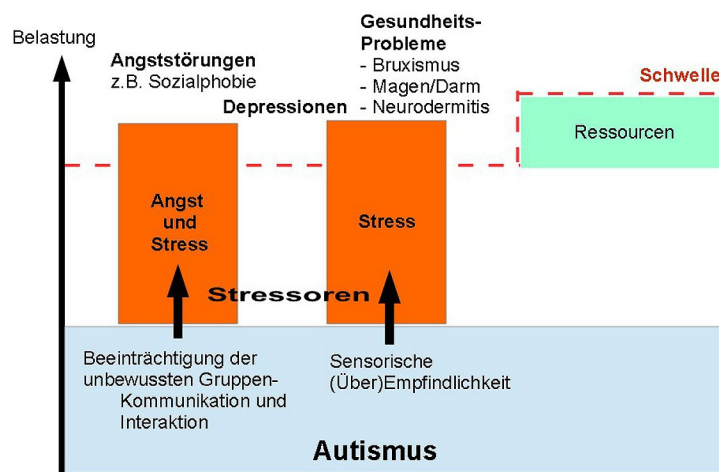 Belastung
Angststörungen
z.B. Sozialphobie
Depressionen
Gesundheits-
Probleme
- Bruxismus
- Magen/Darm
- Neurodermitis
Schwelle
Ressourcen
Angst
und
Stress
Stress
Stressoren
Beeinträchtigung der
unbewussten Gruppen-
Kommunikation und
Interaktion
Sensorische
(Über)Empfindlichkeit
Autismus